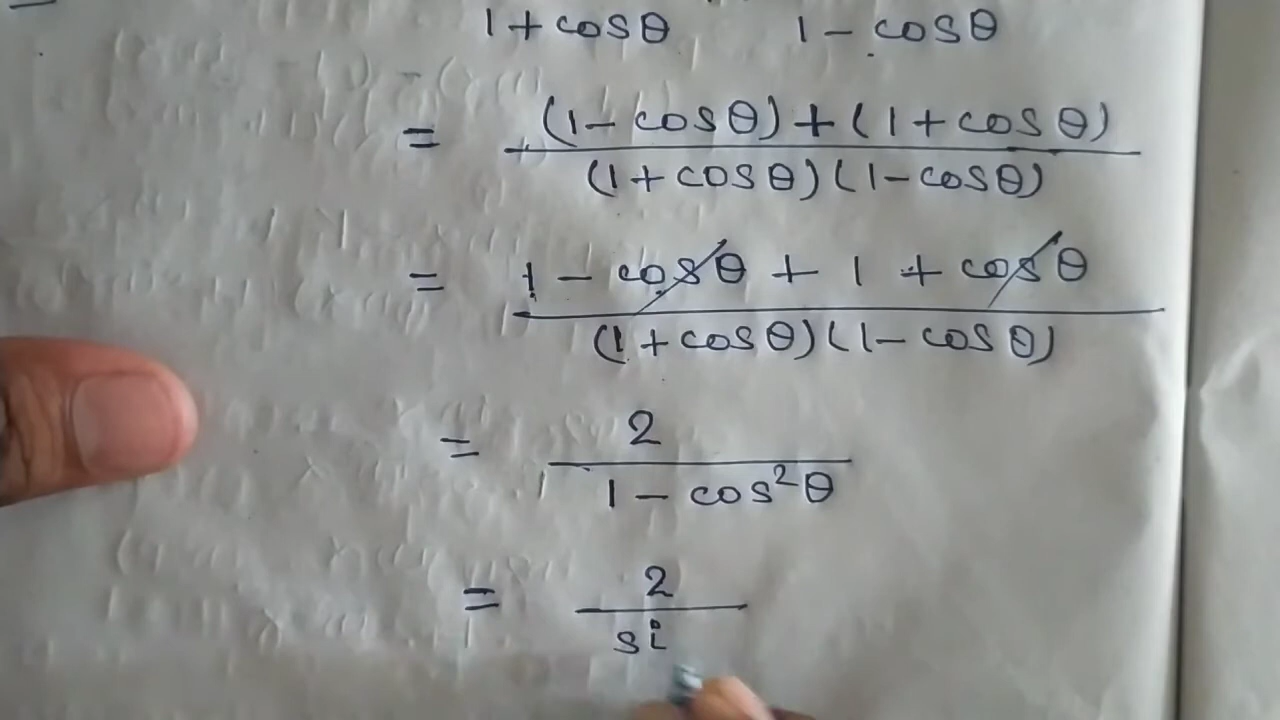 1 + cosθ 1 - cosθ
= (1 - cosθ) + (1 + cosθ)
(1 + cosθ) (1 - cosθ)
= 1 - cosθ + 1 + cosθ
(1 + cosθ) (1 - cosθ)
= 2
1 - cos²θ
= 2
si